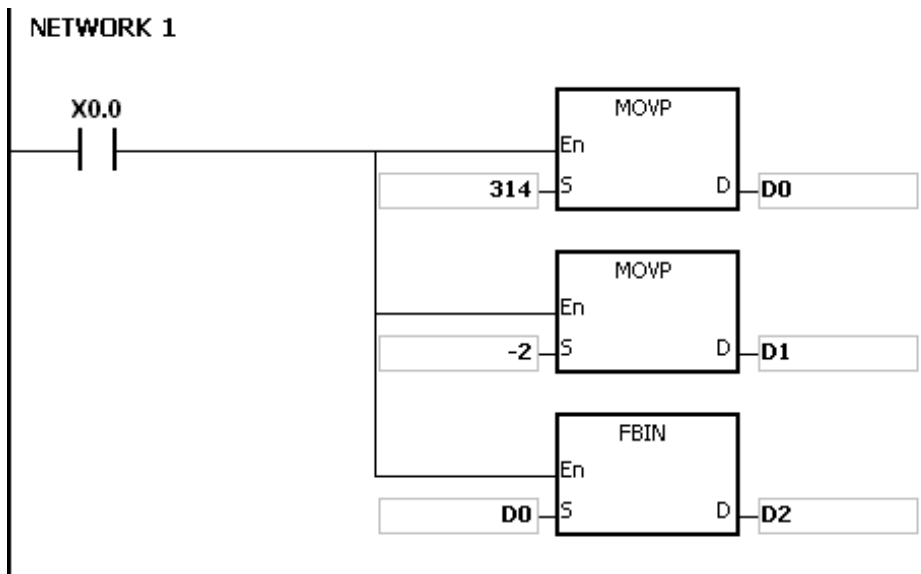 NETWORK 1
X0.0
MOVP
En
314 S D D0
MOVP
En
-2 S D D1
FBIN
En
D0 S D D2